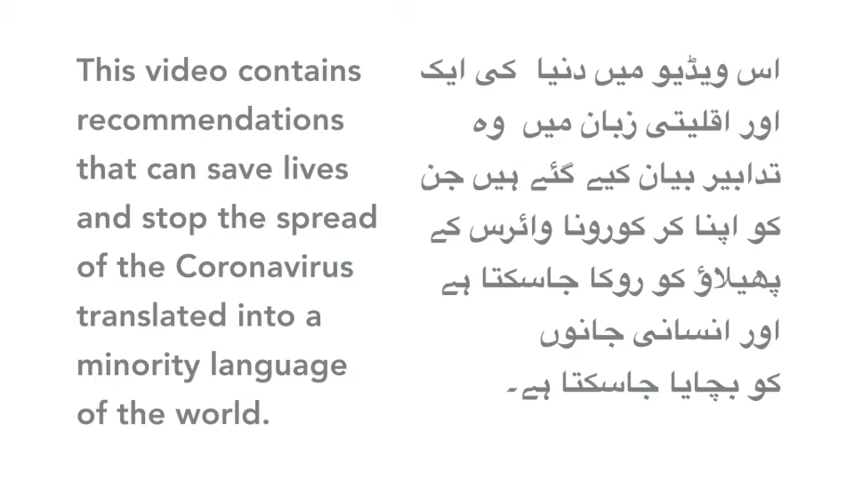 This video contains
recommendations
that can save lives
and stop the spread
of the Coronavirus
translated into a
minority language
of the world.
اس ویڈیو میں دنیا کی ایک
اور اقلیتی زبان میں وہ
تدابیر بیان کیے گئے ہیں جن
کو اپنا کر کورونا وائرس کے
پھیلاؤ کو روکا جاسکتا ہے
اور انسانی جانوں
کو بچایا جاسکتا ہے۔